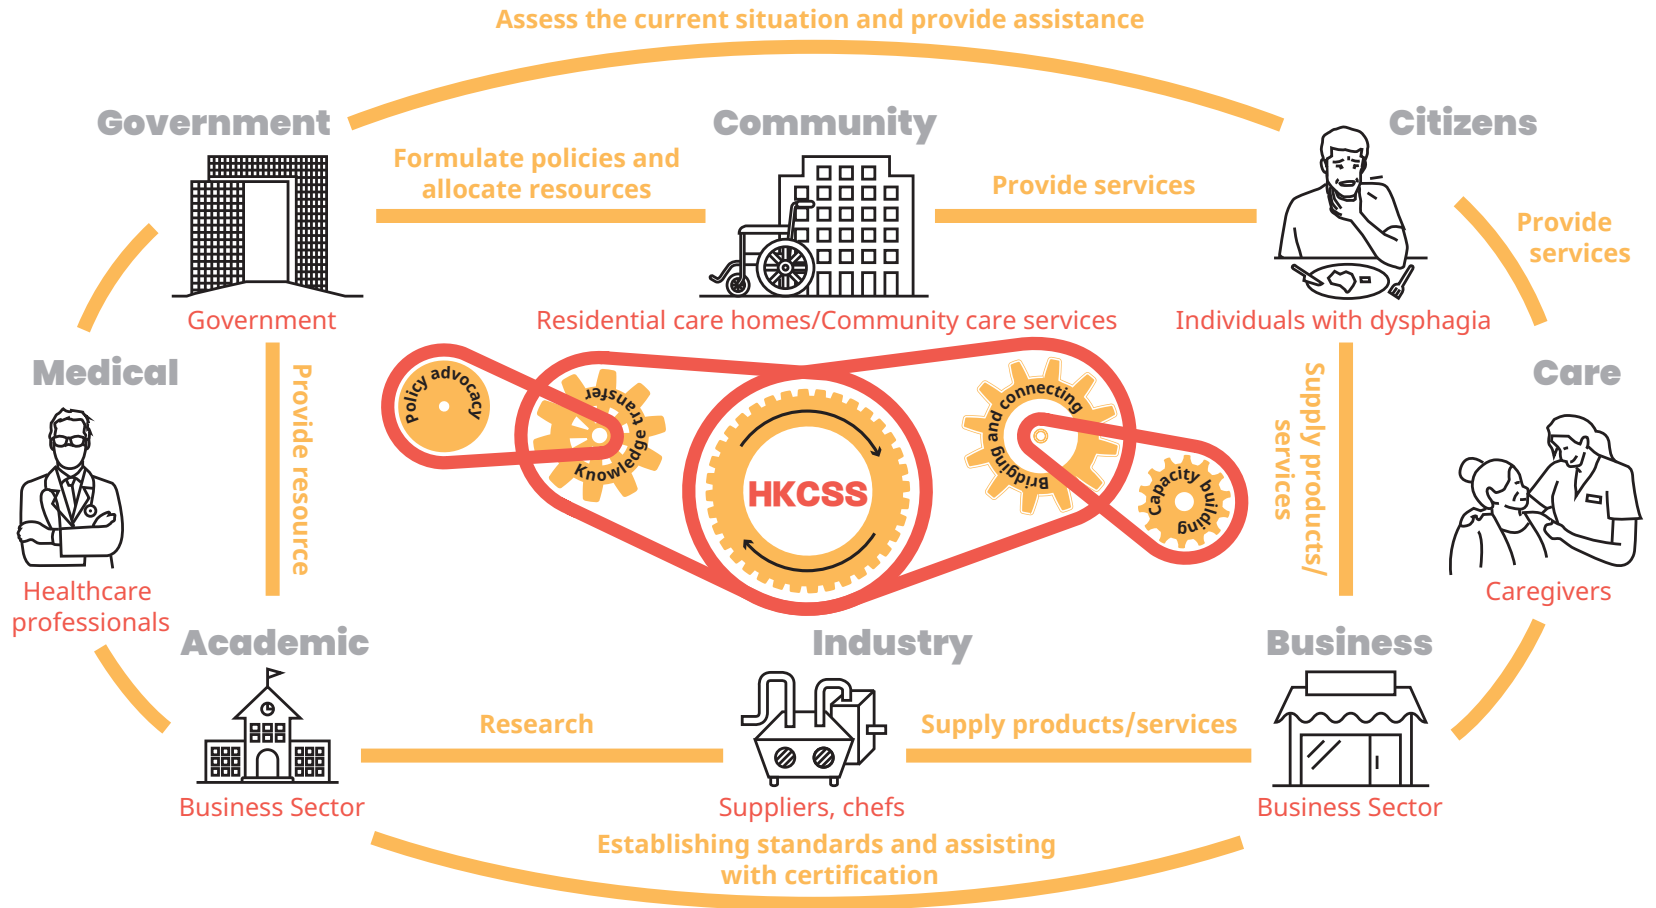 Assess the current situation and provide assistance
Government
Community
Citizens
Formulate policies and
allocate resources
Provide services
Provide
services
Government
Residential care homes/Community care services
Individuals with dysphagia
Medical
Care
Provide resource
Policy advocacy
Knowledge transfer
HKCSS
Bridging and connecting
Capacity building
Supply products/
services
Healthcare
professionals
Caregivers
Academic
Industry
Business
Research
Supply products/services
Business Sector
Suppliers, chefs
Business Sector
Establishing standards and assisting
with certification